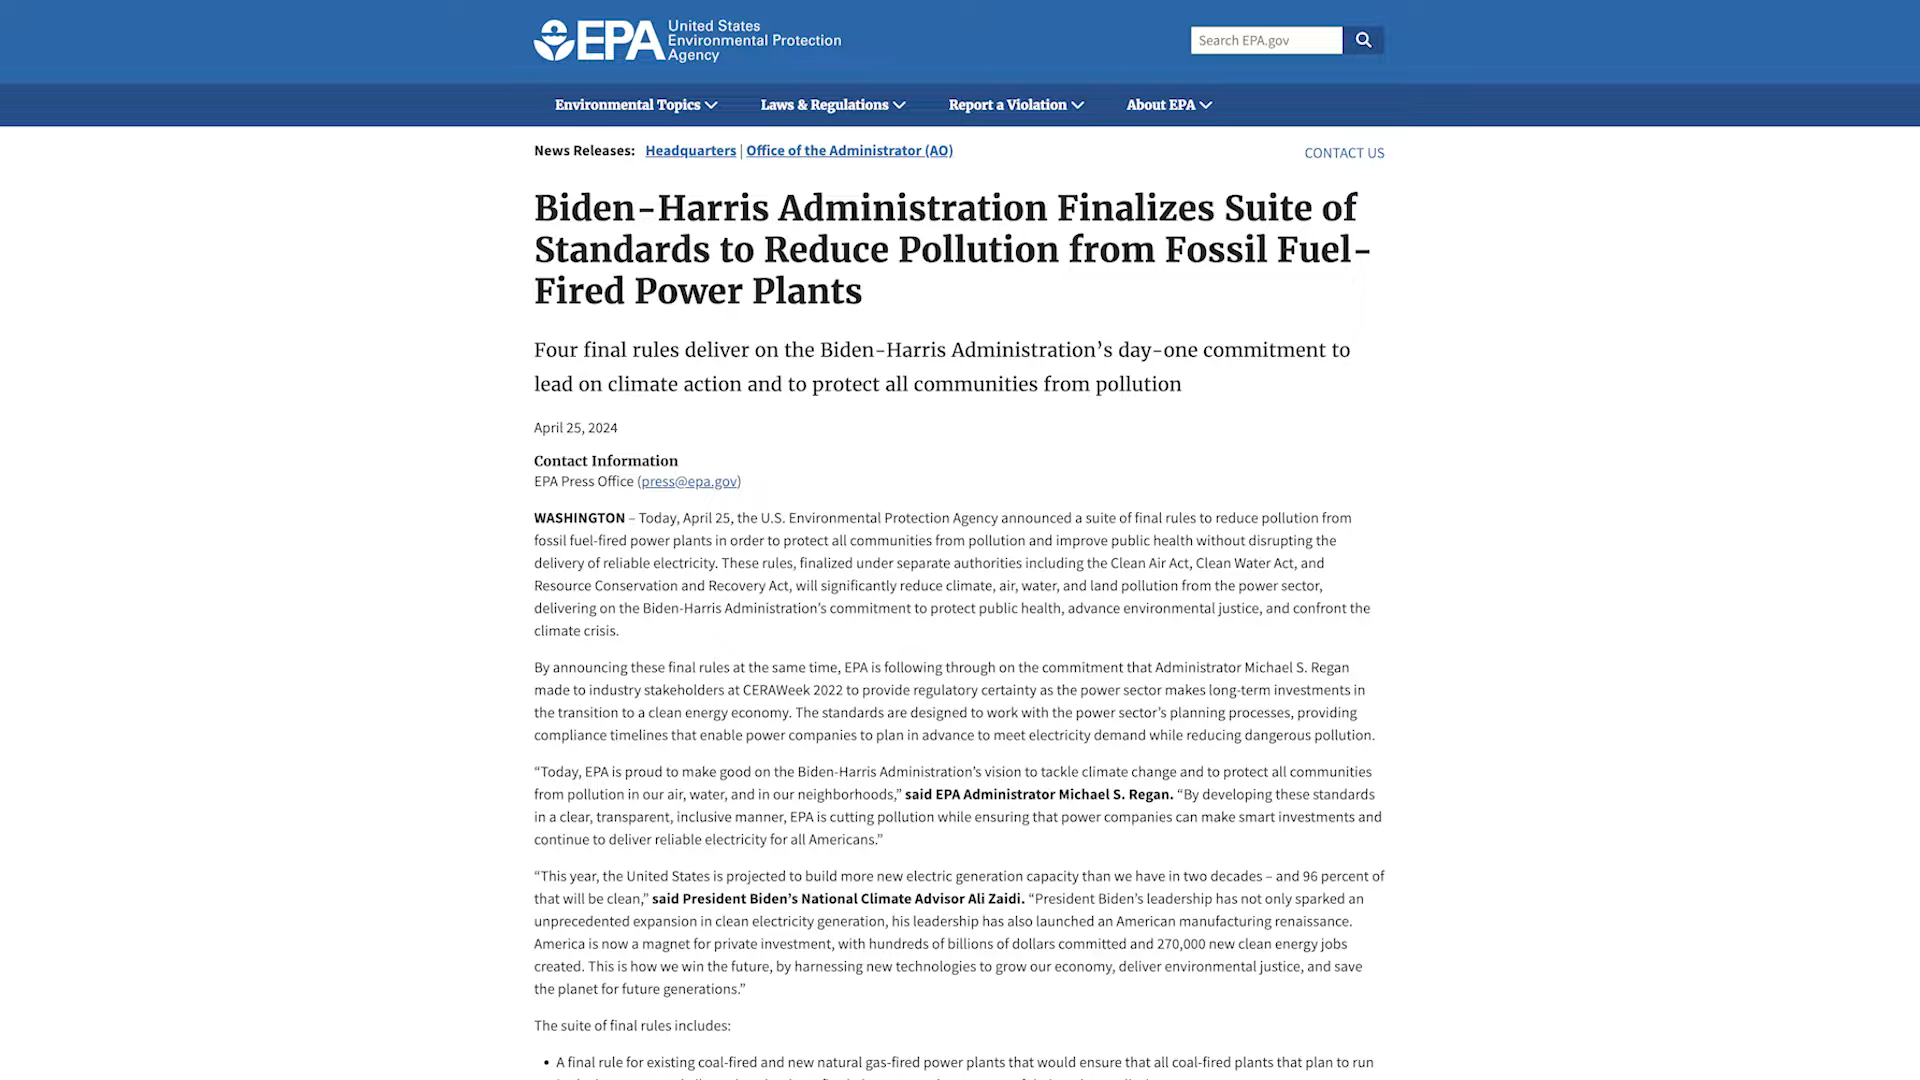 EPA United States
Environmental Protection
Agency
Search EPA.gov
Environmental Topics
Laws & Regulations
Report a Violation
About EPA
News Releases: Headquarters | Office of the Administrator (AO)
CONTACT US
Biden-Harris Administration Finalizes Suite of
Standards to Reduce Pollution from Fossil Fuel-
Fired Power Plants
Four final rules deliver on the Biden-Harris Administration’s day-one commitment to
lead on climate action and to protect all communities from pollution
April 25, 2024
Contact Information
EPA Press Office (press@epa.gov)
WASHINGTON – Today, April 25, the U.S. Environmental Protection Agency announced a suite of final rules to reduce pollution from
fossil fuel-fired power plants in order to protect all communities from pollution and improve public health without disrupting the
delivery of reliable electricity. These rules, finalized under separate authorities including the Clean Air Act, Clean Water Act, and
Resource Conservation and Recovery Act, will significantly reduce climate, air, water, and land pollution from the power sector,
delivering on the Biden-Harris Administration’s commitment to protect public health, advance environmental justice, and confront the
climate crisis.
By announcing these final rules at the same time, EPA is following through on the commitment that Administrator Michael S. Regan
made to industry stakeholders at CERAWeek 2022 to provide regulatory certainty as the power sector makes long-term investments in
the transition to a clean energy economy. The standards are designed to work with the power sector’s planning processes, providing
compliance timelines that enable power companies to plan in advance to meet electricity demand while reducing dangerous pollution.
“Today, EPA is proud to make good on the Biden-Harris Administration’s vision to tackle climate change and to protect all communities
from pollution in our air, water, and in our neighborhoods,” said EPA Administrator Michael S. Regan. “By developing these standards
in a clear, transparent, inclusive manner, EPA is cutting pollution while ensuring that power companies can make smart investments and
continue to deliver reliable electricity for all Americans.”
“This year, the United States is projected to build more new electric generation capacity than we have in two decades – and 96 percent of
that will be clean,” said President Biden’s National Climate Advisor Ali Zaidi. “President Biden’s leadership has not only sparked an
unprecedented expansion in clean electricity generation, his leadership has also launched an American manufacturing renaissance.
America is now a magnet for private investment, with hundreds of billions of dollars committed and 270,000 new clean energy jobs
created. This is how we win the future, by harnessing new technologies to grow our economy, deliver environmental justice, and save
the planet for future generations.”
The suite of final rules includes:
• A final rule for existing coal-fired and new natural gas-fired power plants that would ensure that all coal-fired plants that plan to run